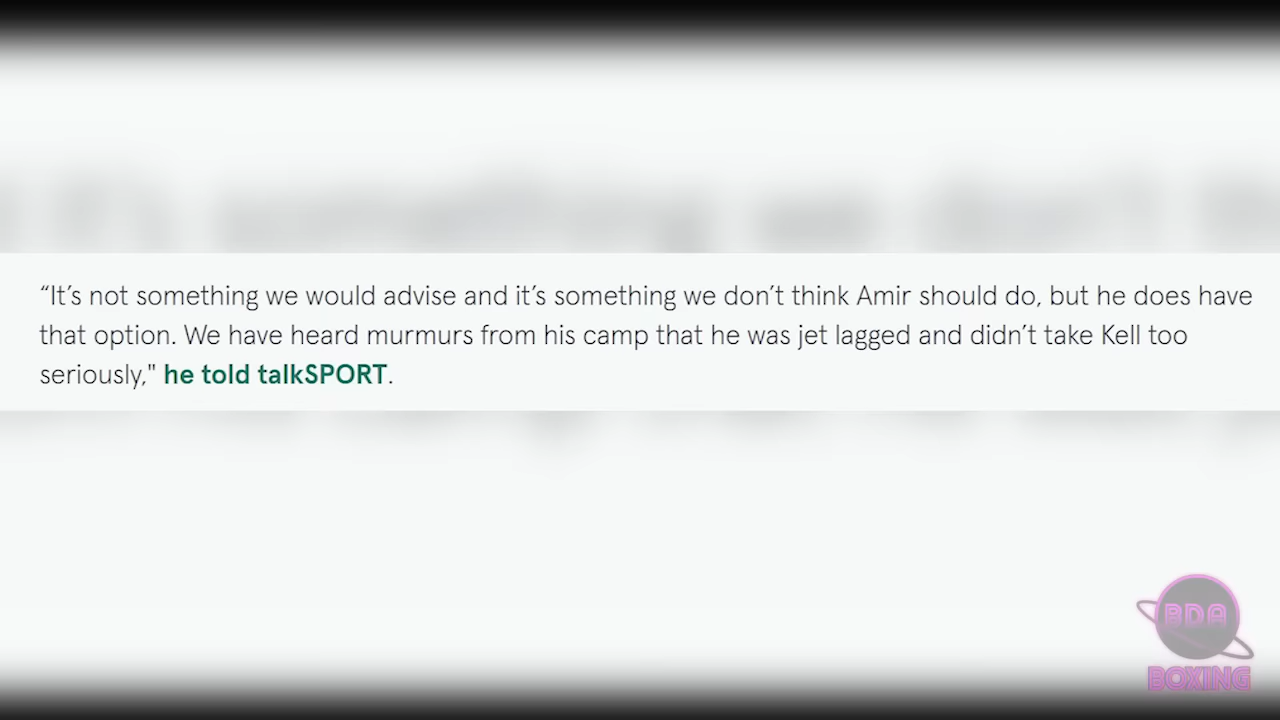 “It’s not something we would advise and it’s something we don’t think Amir should do, but he does have
that option. We have heard murmurs from his camp that he was jet lagged and didn’t take Kell too
seriously," he told talkSPORT.
BDA
BOXING